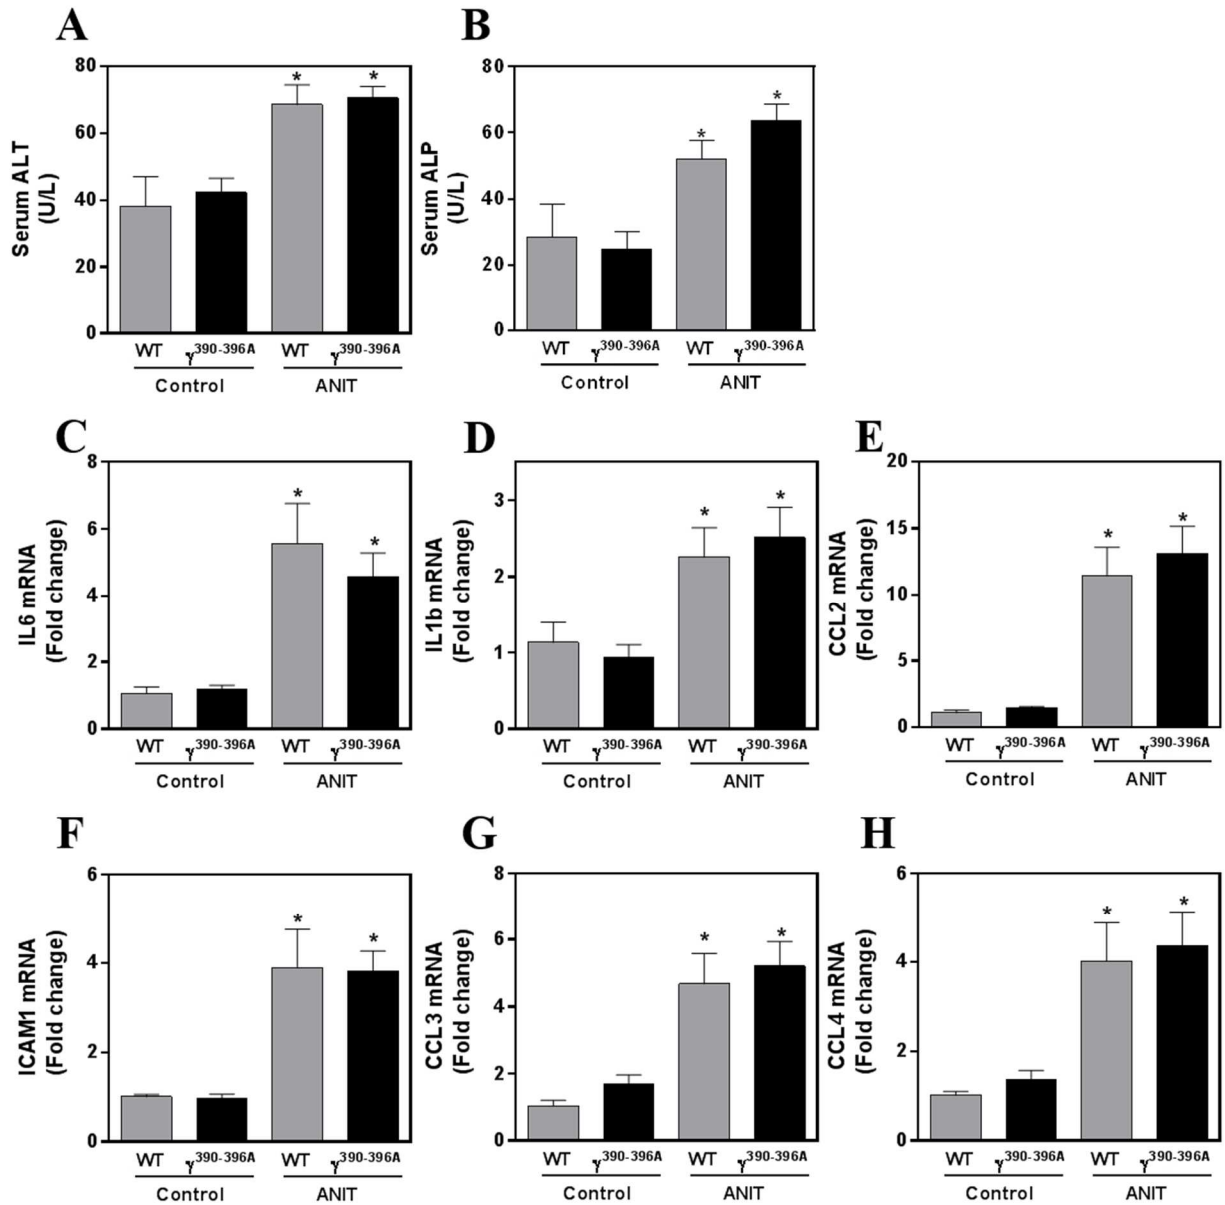 A
Serum ALT
(U/L)
80
60
40
20
0
WT γ390-396A WT γ390-396A
Control ANIT
B
Serum ALP
(U/L)
80
60
40
20
0
WT γ390-396A WT γ390-396A
Control ANIT
* *
* *
C
IL6 mRNA
(Fold change)
8
6
4
2
0
* *
WT γ390-396A WT γ390-396A
Control ANIT
D
IL1b mRNA
(Fold change)
3
2
1
0
* *
WT γ390-396A WT γ390-396A
Control ANIT
E
CCL2 mRNA
(Fold change)
20
15
10
5
0
* *
WT γ390-396A WT γ390-396A
Control ANIT
F
ICAM1 mRNA
(Fold change)
6
4
2
0
* *
WT γ390-396A WT γ390-396A
Control ANIT
G
CCL3 mRNA
(Fold change)
8
6
4
2
0
* *
WT γ390-396A WT γ390-396A
Control ANIT
H
CCL4 mRNA
(Fold change)
6
4
2
0
* *
WT γ390-396A WT γ390-396A
Control ANIT